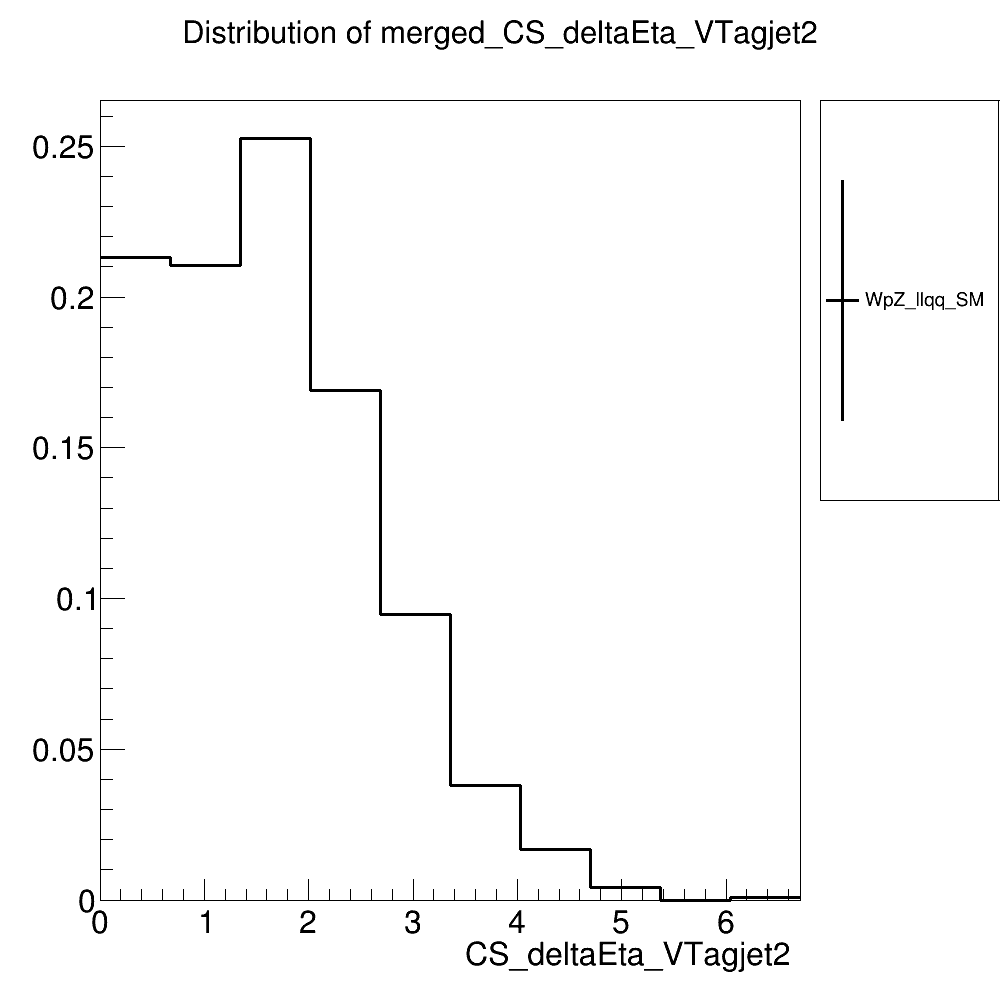 Distribution of merged_CS_deltaEta_VTagjet2
0.25
0.2
0.15
0.1
0.05
0
0 1 2 3 4 5 6
CS_deltaEta_VTagjet2
WpZ_llqq_SM